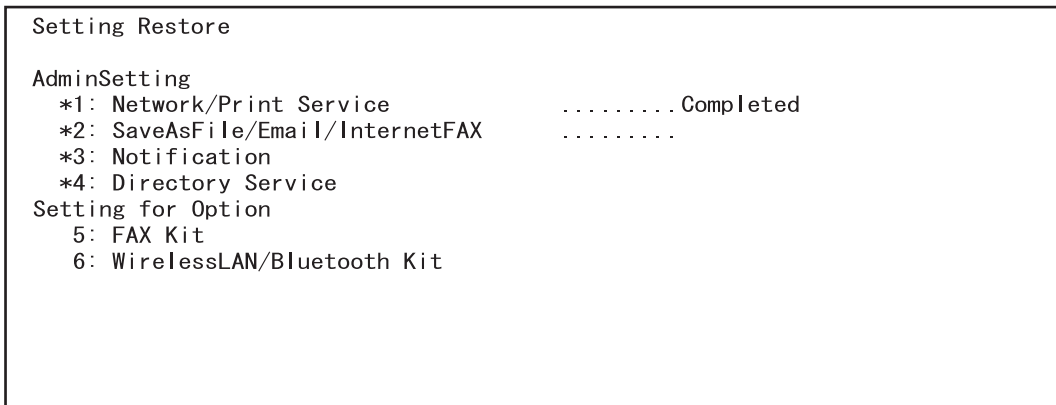 Setting Restore
AdminSetting
*1: Network/Print Service .........Completed
*2: SaveAsFile/Email/InternetFAX .........
*3: Notification
*4: Directory Service
Setting for Option
5: FAX Kit
6: WirelessLAN/Bluetooth Kit